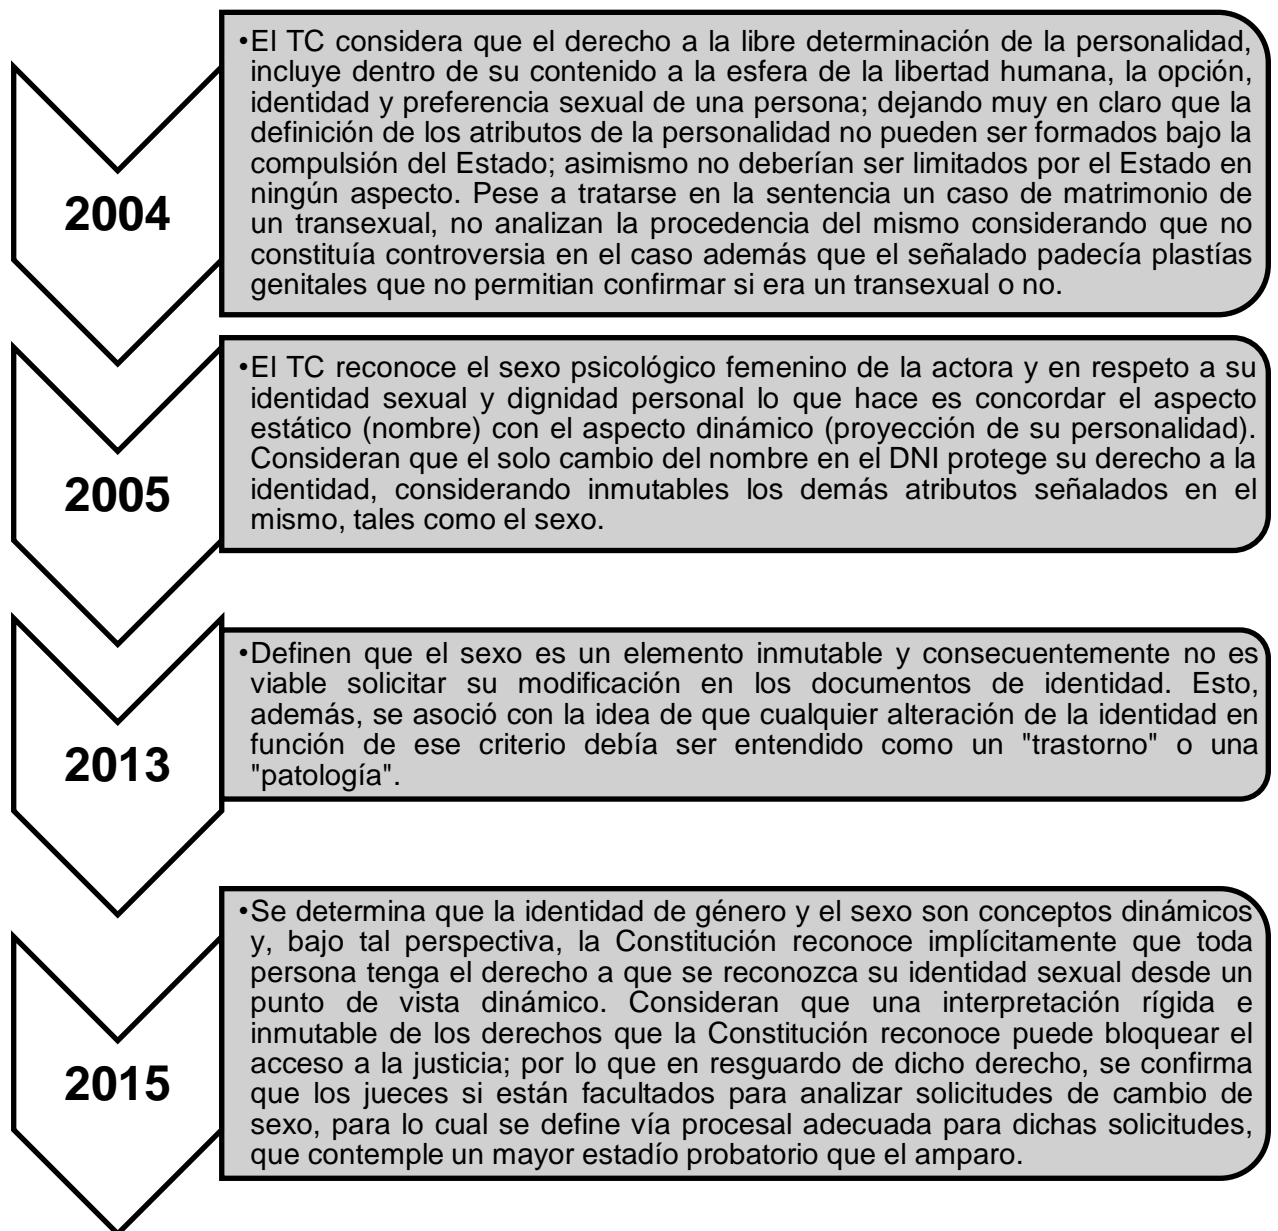 •El TC considera que el derecho a la libre determinación de la personalidad,
incluye dentro de su contenido a la esfera de la libertad humana, la opción,
identidad y preferencia sexual de una persona; dejando muy en claro que la
definición de los atributos de la personalidad no pueden ser formados bajo la
compulsión del Estado; asimismo no deberían ser limitados por el Estado en
ningún aspecto. Pese a tratarse en la sentencia un caso de matrimonio de
un transexual, no analizan la procedencia del mismo considerando que no
constituía controversia en el caso además que el señalado padecía plastías
genitales que no permitian confirmar si era un transexual o no.
2004
•El TC reconoce el sexo psicológico femenino de la actora y en respeto a su
identidad sexual y dignidad personal lo que hace es concordar el aspecto
estático (nombre) con el aspecto dinámico (proyección de su personalidad).
Consideran que el solo cambio del nombre en el DNI protege su derecho a la
identidad, considerando inmutables los demás atributos señalados en el
mismo, tales como el sexo.
2005
•Definen que el sexo es un elemento inmutable y consecuentemente no es
viable solicitar su modificación en los documentos de identidad. Esto,
además, se asoció con la idea de que cualquier alteración de la identidad en
función de ese criterio debía ser entendido como un "trastorno" o una
"patología".
2013
•Se determina que la identidad de género y el sexo son conceptos dinámicos
y, bajo tal perspectiva, la Constitución reconoce implícitamente que toda
persona tenga el derecho a que se reconozca su identidad sexual desde un
punto de vista dinámico. Consideran que una interpretación rígida e
inmutable de los derechos que la Constitución reconoce puede bloquear el
acceso a la justicia; por lo que en resguardo de dicho derecho, se confirma
que los jueces si están facultados para analizar solicitudes de cambio de
sexo, para lo cual se define vía procesal adecuada para dichas solicitudes,
que contemple un mayor estadío probatorio que el amparo.
2015